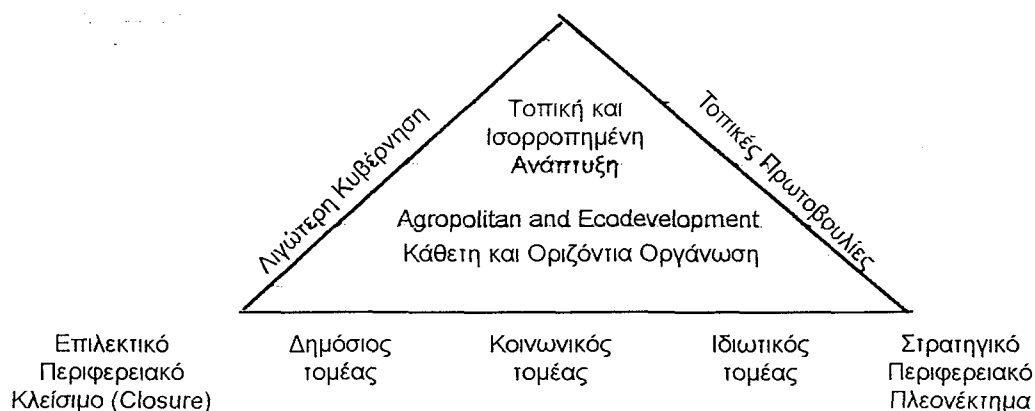 Λιγώτερη Κυβέρνηση
Τοπικές Πρωτοβουλίες
Τοπική και
Ισορροπημένη
Ανάπτυξη
Agropolitan and Ecodevelopment
Κάθετη και Οριζόντια Οργάνωση
Επιλεκτικό
Περιφερειακό
Κλείσιμο (Closure)
Δημόσιος
τομέας
Κοινωνικός
τομέας
Ιδιωτικός
τομέας
Στρατηγικό
Περιφερειακό
Πλεονέκτημα